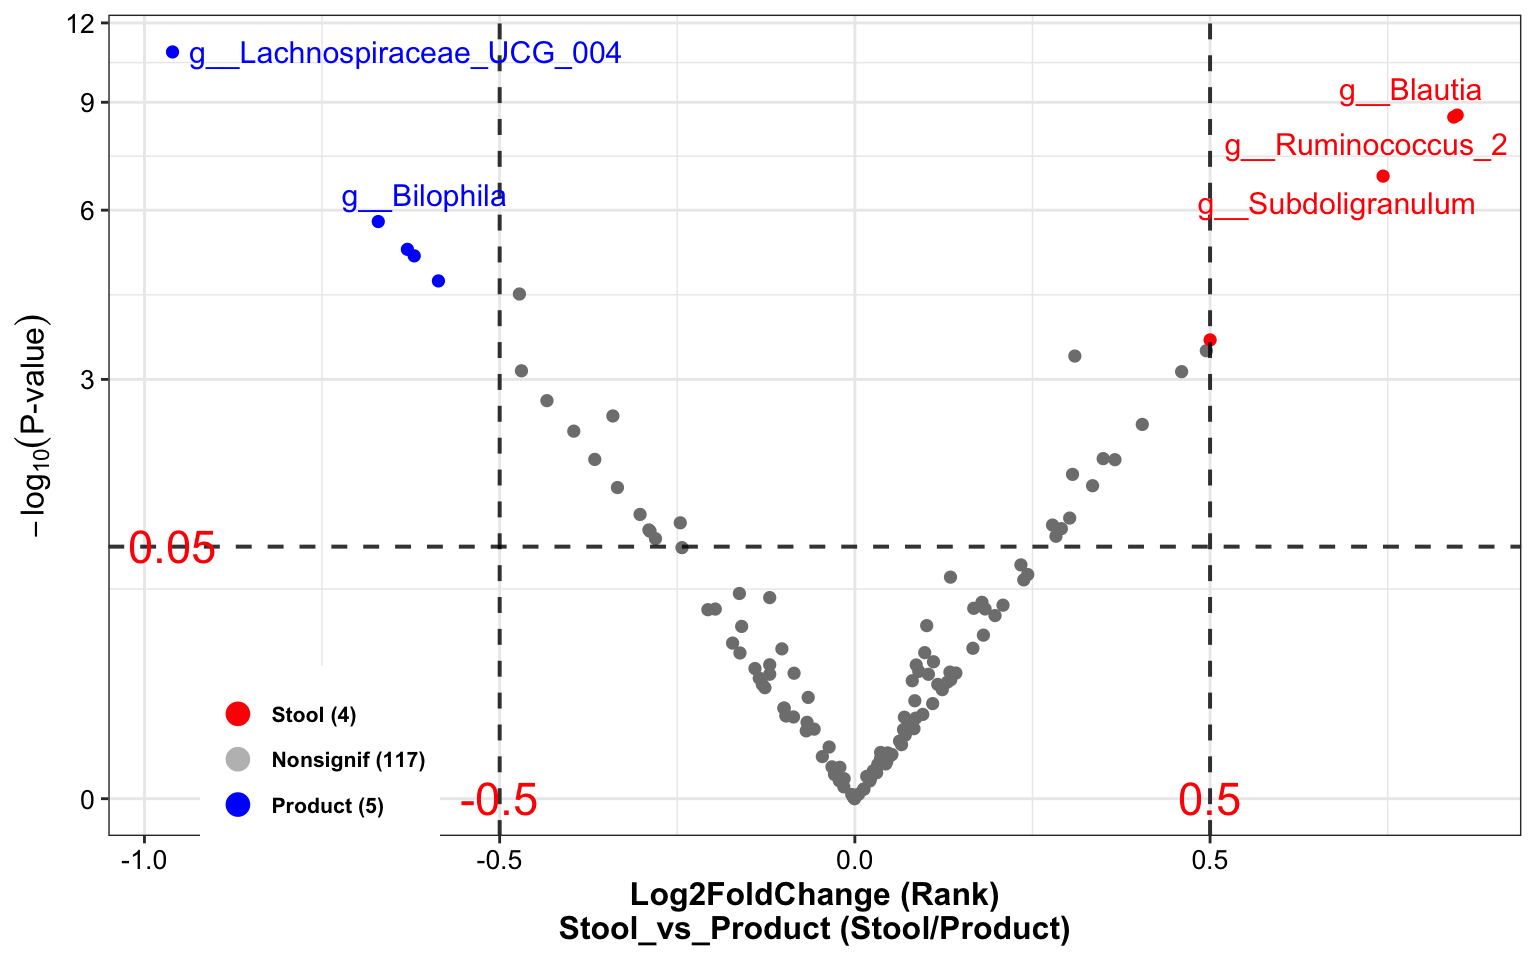 12
g__Lachnospiraceae_UCG_004
g__Blautia
9
g__Ruminococcus_2
g__Bilophila
6
g__Subdoligranulum
−log10(P-value)
3
0.05
Stool (4)
Nonsignif (117)
Product (5)
0
-0.5
0.5
-1.0
-0.5
0.0
0.5
Log2FoldChange (Rank)
Stool_vs_Product (Stool/Product)